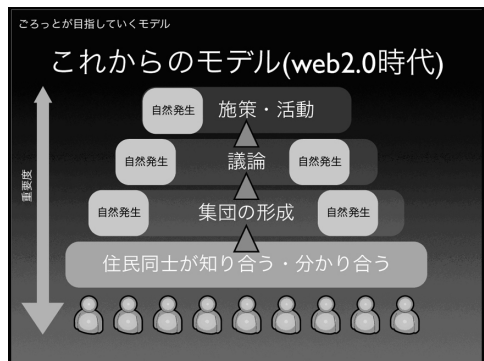 ごろっとが目指していくモデル
これからのモデル(web2.0時代)
自然発生
施策・活動
自然発生
議論
自然発生
重要度
自然発生
集団の形成
自然発生
住民同士が知り合う・分かり合う